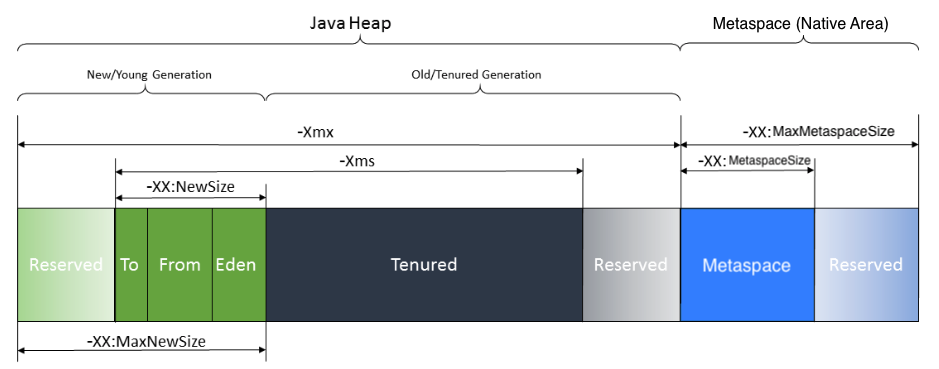 Java Heap
Metaspace (Native Area)
New/Young Generation
Old/Tenured Generation
-Xmx
-XX:MaxMetaspaceSize
-Xms
-XX: MetaspaceSize
-XX:NewSize
Reserved
To
From
Eden
Tenured
Reserved
Metaspace
Reserved
-XX:MaxNewSize